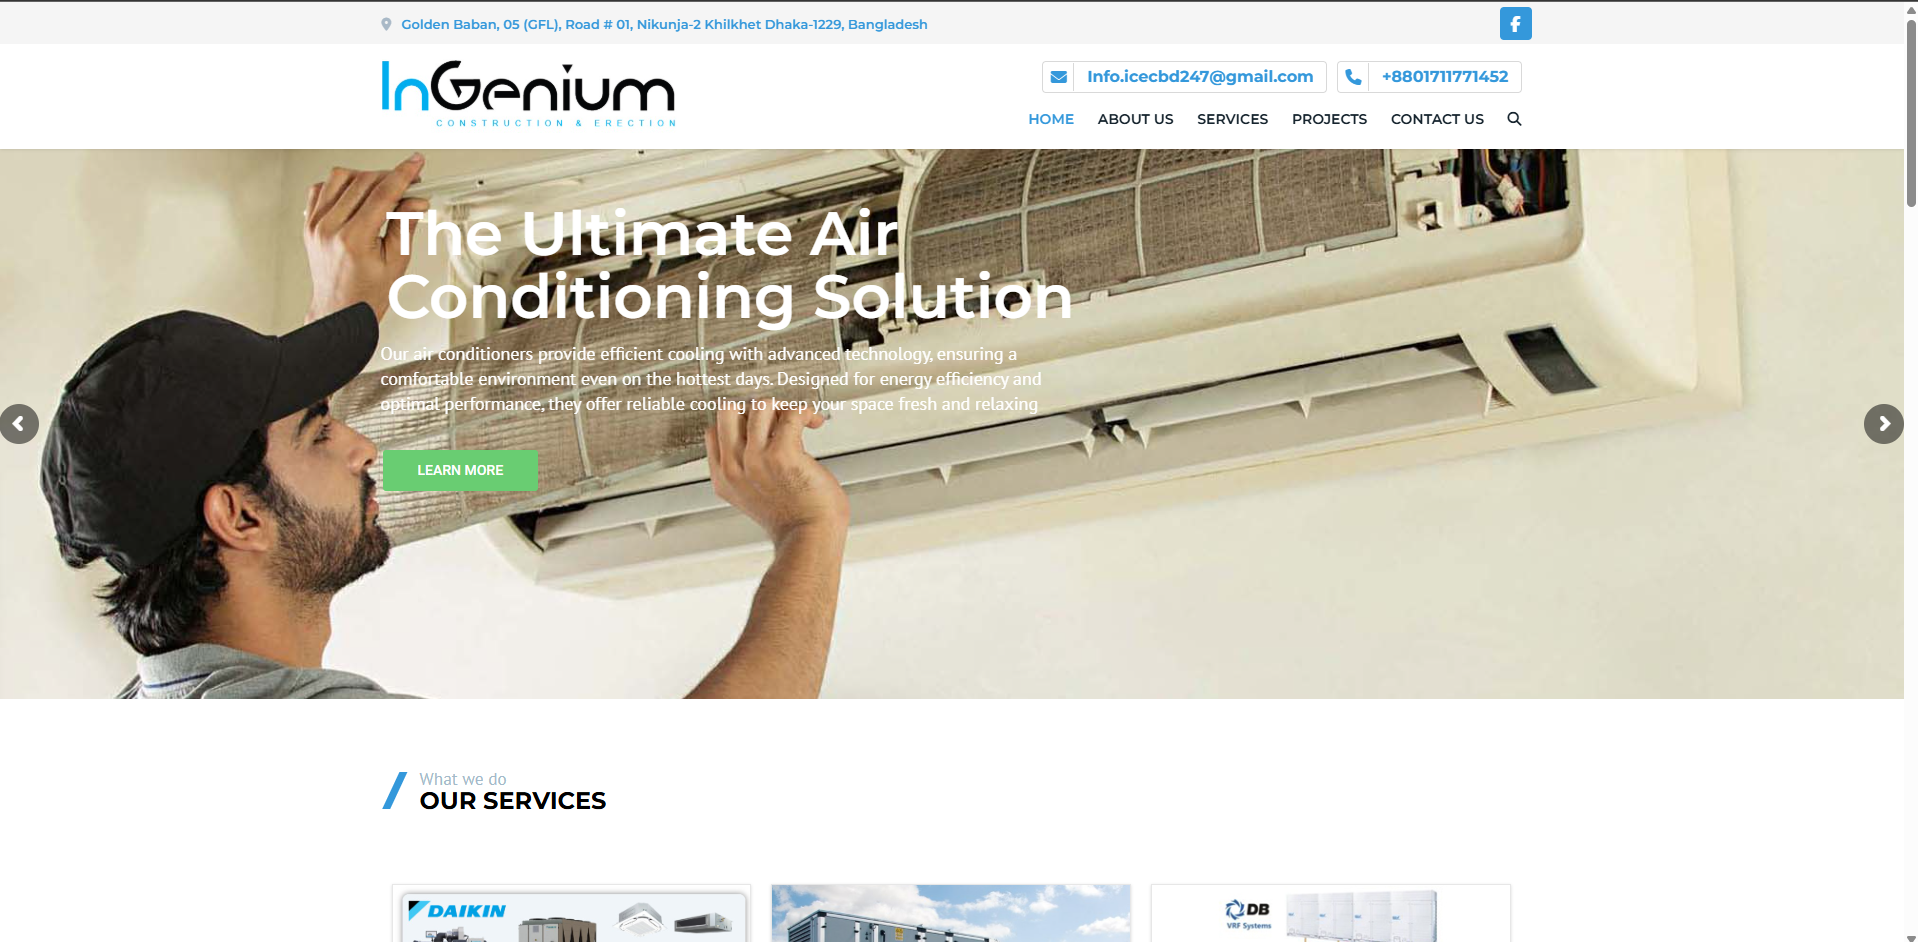 Golden Baban, 05 (GFL), Road # 01, Nikunja-2 Khilkhet Dhaka-1229, Bangladesh
InGenium
CONSTRUCTION & ERECTION
Info.icecbd247@gmail.com
+8801711771452
HOME
ABOUT US
SERVICES
PROJECTS
CONTACT US
The Ultimate Air
Conditioning Solution
Our air conditioners provide efficient cooling with advanced technology, ensuring a
comfortable environment even on the hottest days. Designed for energy efficiency and
optimal performance, they offer reliable cooling to keep your space fresh and relaxing
LEARN MORE
What we do
OUR SERVICES
DAIKIN
DB
VRF Systems